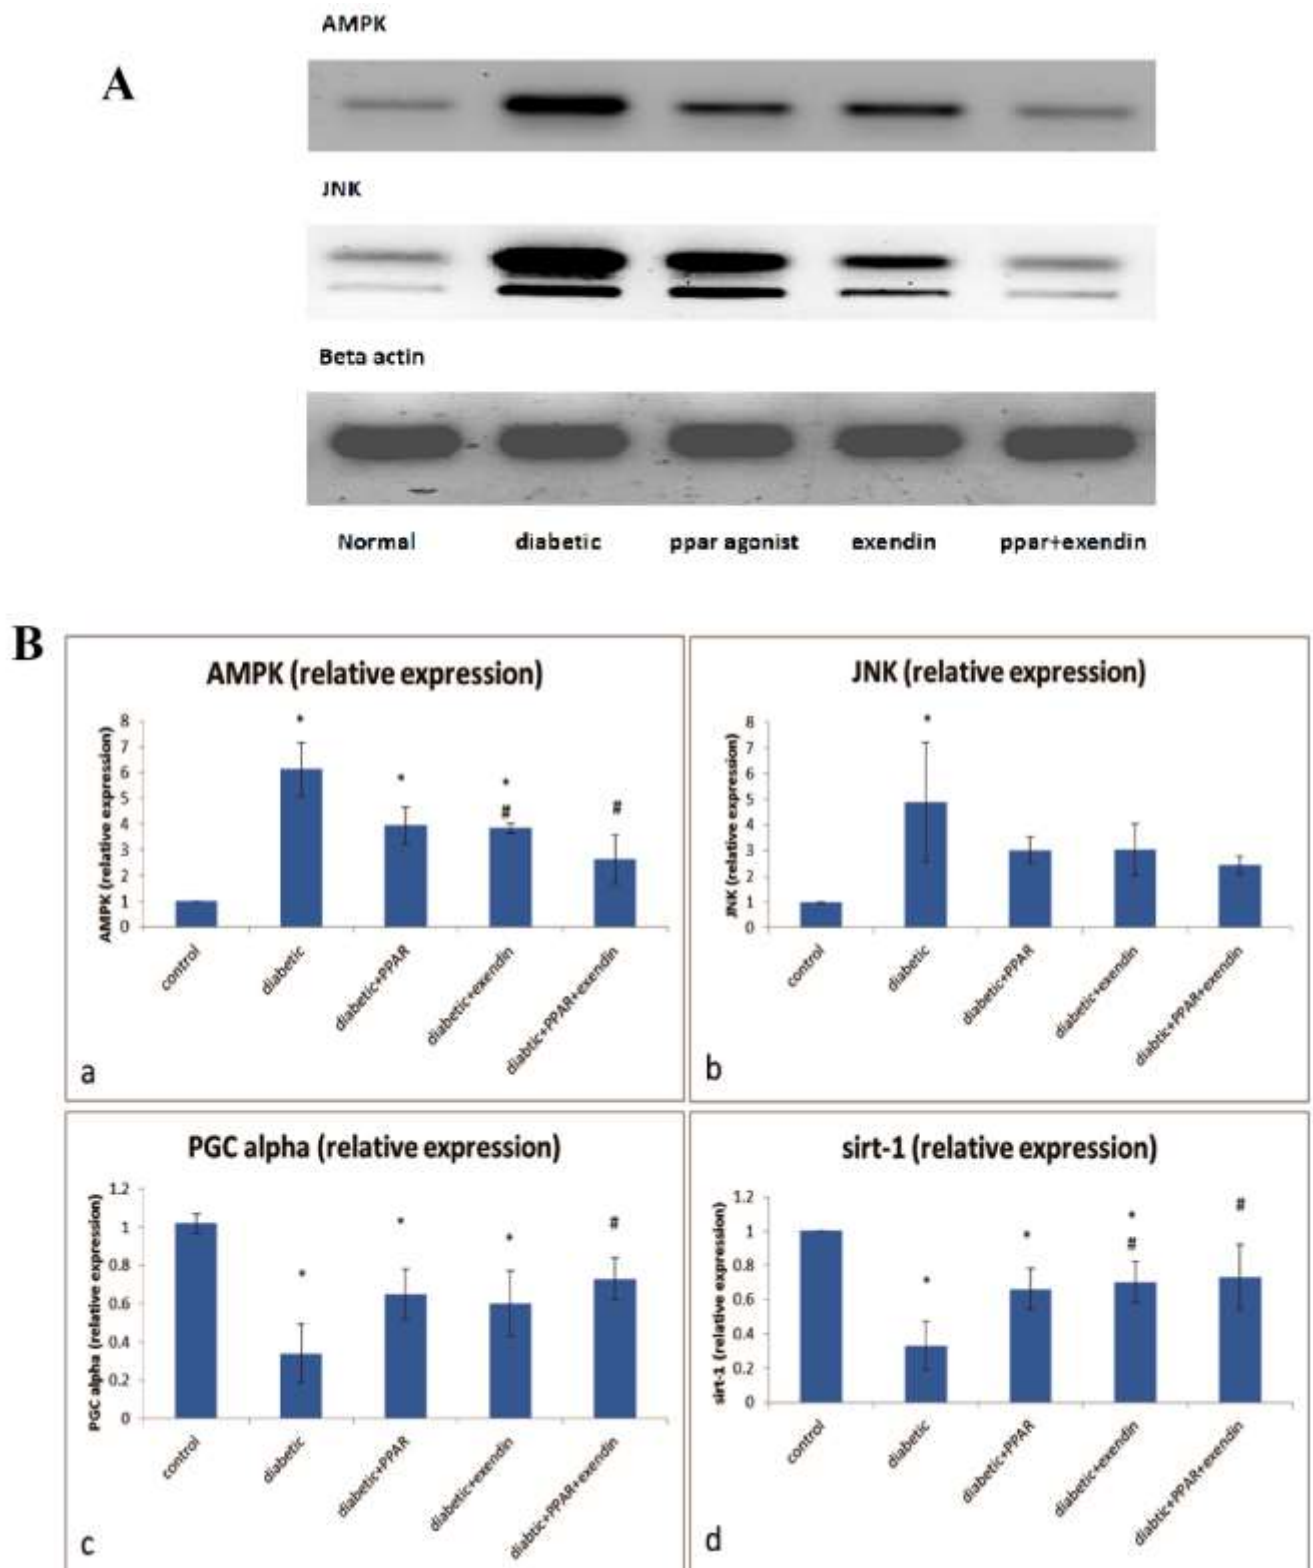 AMPK
A
JNK
Beta actin
Normal diabetic ppar agonist exendin ppar+exendin
B
AMPK (relative expression)
AMPK (relative expression)
8
7
6
5
4
3
2
1
0
*
*
*
#
#
control
diabetic
diabetic+PPAR
diabetic+exendin
diabtic+PPAR+exendin
a
JNK (relative expression)
JNK (relative expression)
8
7
6
5
4
3
2
1
0
*
control
diabetic
diabetic+PPAR
diabetic+exendin
diabtic+PPAR+exendin
b
PGC alpha (relative expression)
PGC alpha (relative expression)
1.2
1
0.8
0.6
0.4
0.2
0
*
*
*
#
control
diabetic
diabetic+PPAR
diabetic+exendin
diabtic+PPAR+exendin
c
sirt-1 (relative expression)
sirt-1 (relative expression)
1.2
1
0.8
0.6
0.4
0.2
0
*
*
*
#
#
control
diabetic
diabetic+PPAR
diabetic+exendin
diabtic+PPAR+exendin
d